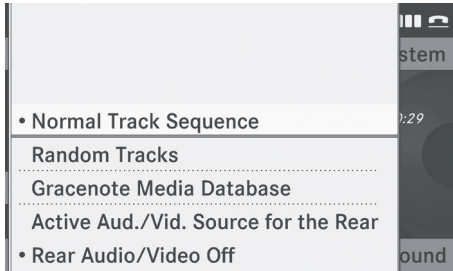 stem
• Normal Track Sequence
:29
Random Tracks
Gracenote Media Database
Active Aud./Vid. Source for the Rear
• Rear Audio/Video Off
ound